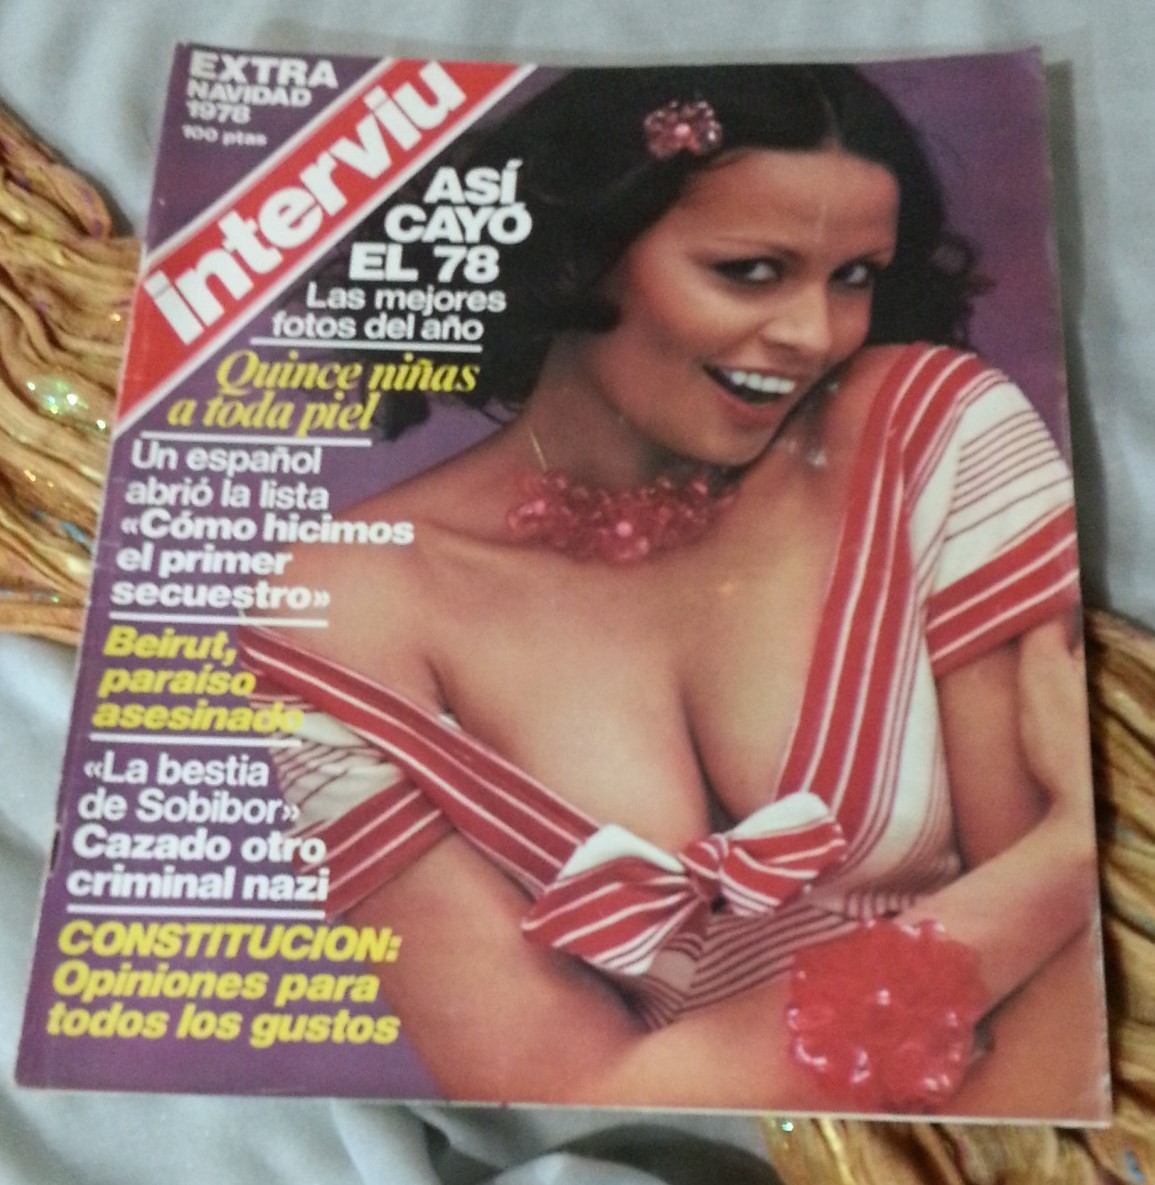 EXTRA
NAVIDAD
1978
100 ptas
interviu
ASÍ
CAYÓ
EL 78
Las mejores
fotos del año
Quince niñas
a toda piel
Un español
abrió la lista
«Cómo hicimos
el primer
secuestro»
Beirut,
paraíso
asesinado
«La bestia
de Sobibor»
Cazado otro
criminal nazi
CONSTITUCION:
Opiniones para
todos los gustos